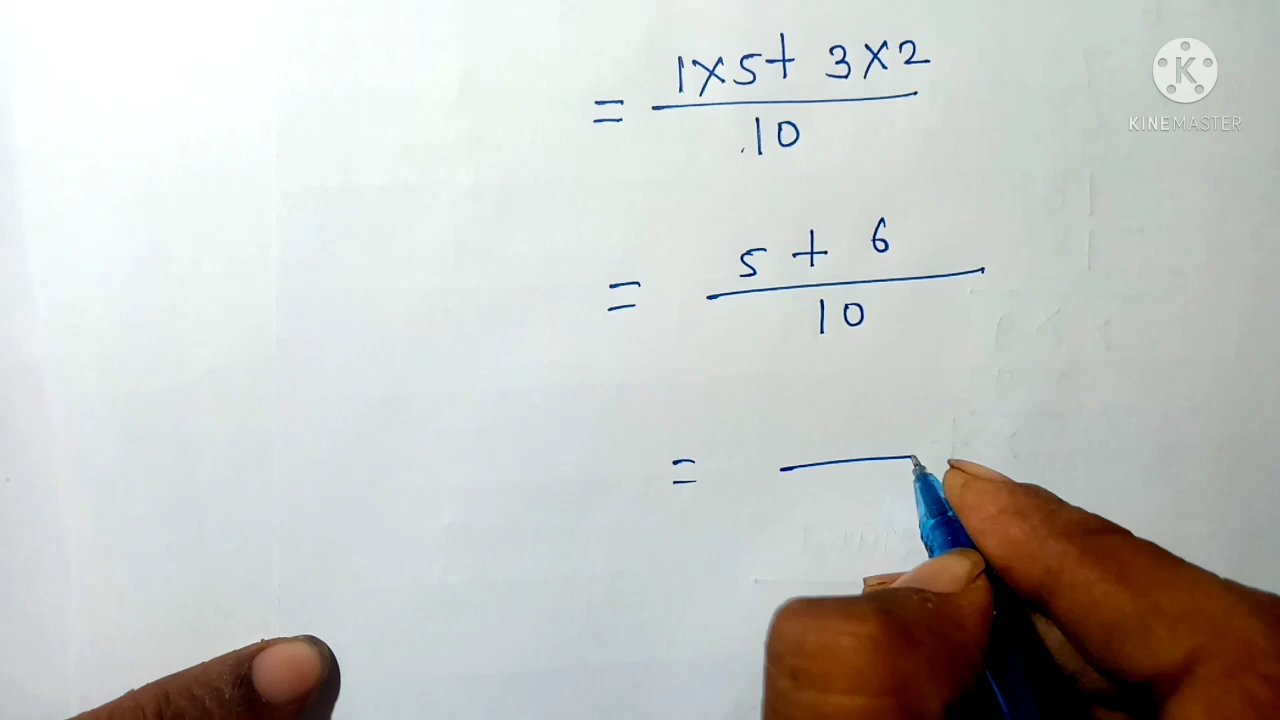 = 1×5+ 3×2 / 10
= 5 + 6 / 10
=
K
KINEMASTER